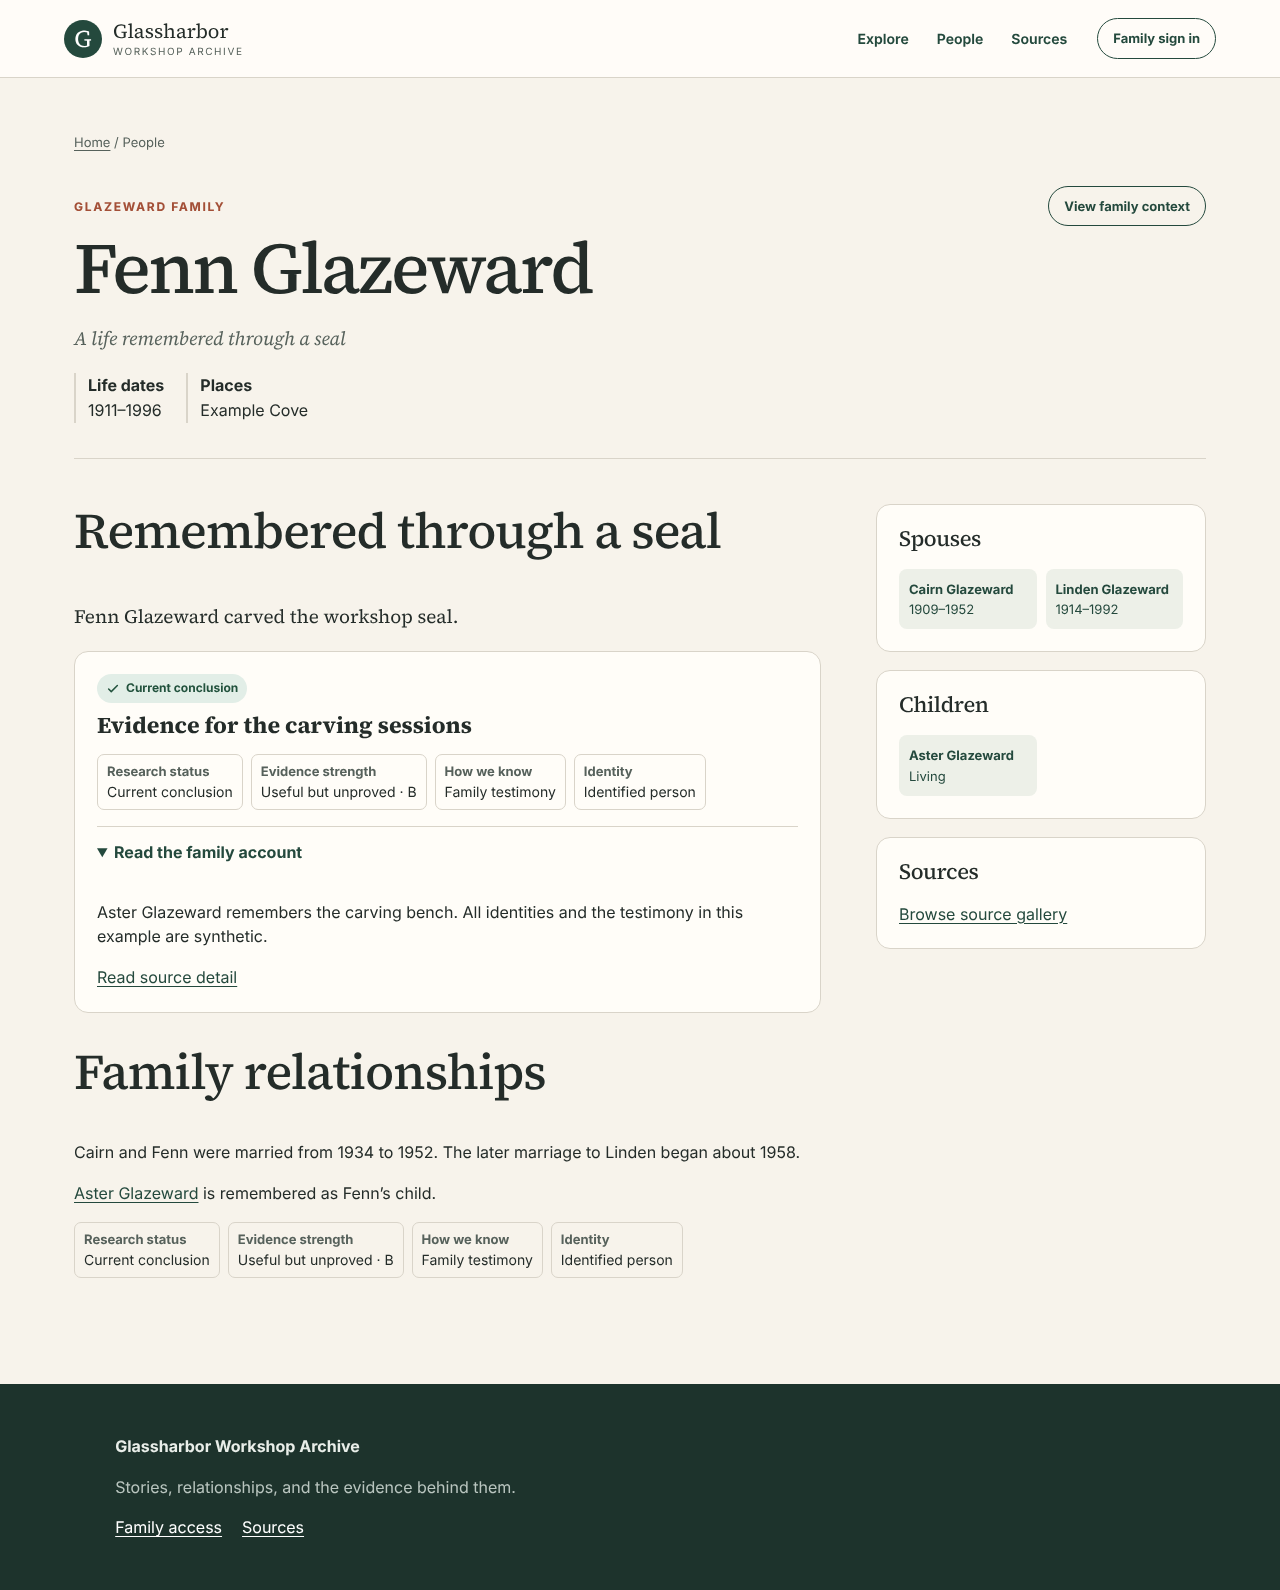 G
Glassharbor
WORKSHOP ARCHIVE
Explore
People
Sources
Family sign in
Home / People
GLAZEWARD FAMILY
View family context
Fenn Glazeward
A life remembered through a seal
Life dates
1911–1996
Places
Example Cove
Remembered through a seal
Fenn Glazeward carved the workshop seal.
Current conclusion
Evidence for the carving sessions
Research status
Current conclusion
Evidence strength
Useful but unproved · B
How we know
Family testimony
Identity
Identified person
Read the family account
Aster Glazeward remembers the carving bench. All identities and the testimony in this
example are synthetic.
Read source detail
Family relationships
Cairn and Fenn were married from 1934 to 1952. The later marriage to Linden began about 1958.
Aster Glazeward is remembered as Fenn’s child.
Research status
Current conclusion
Evidence strength
Useful but unproved · B
How we know
Family testimony
Identity
Identified person
Spouses
Cairn Glazeward
1909–1952
Linden Glazeward
1914–1992
Children
Aster Glazeward
Living
Sources
Browse source gallery
Glassharbor Workshop Archive
Stories, relationships, and the evidence behind them.
Family access
Sources